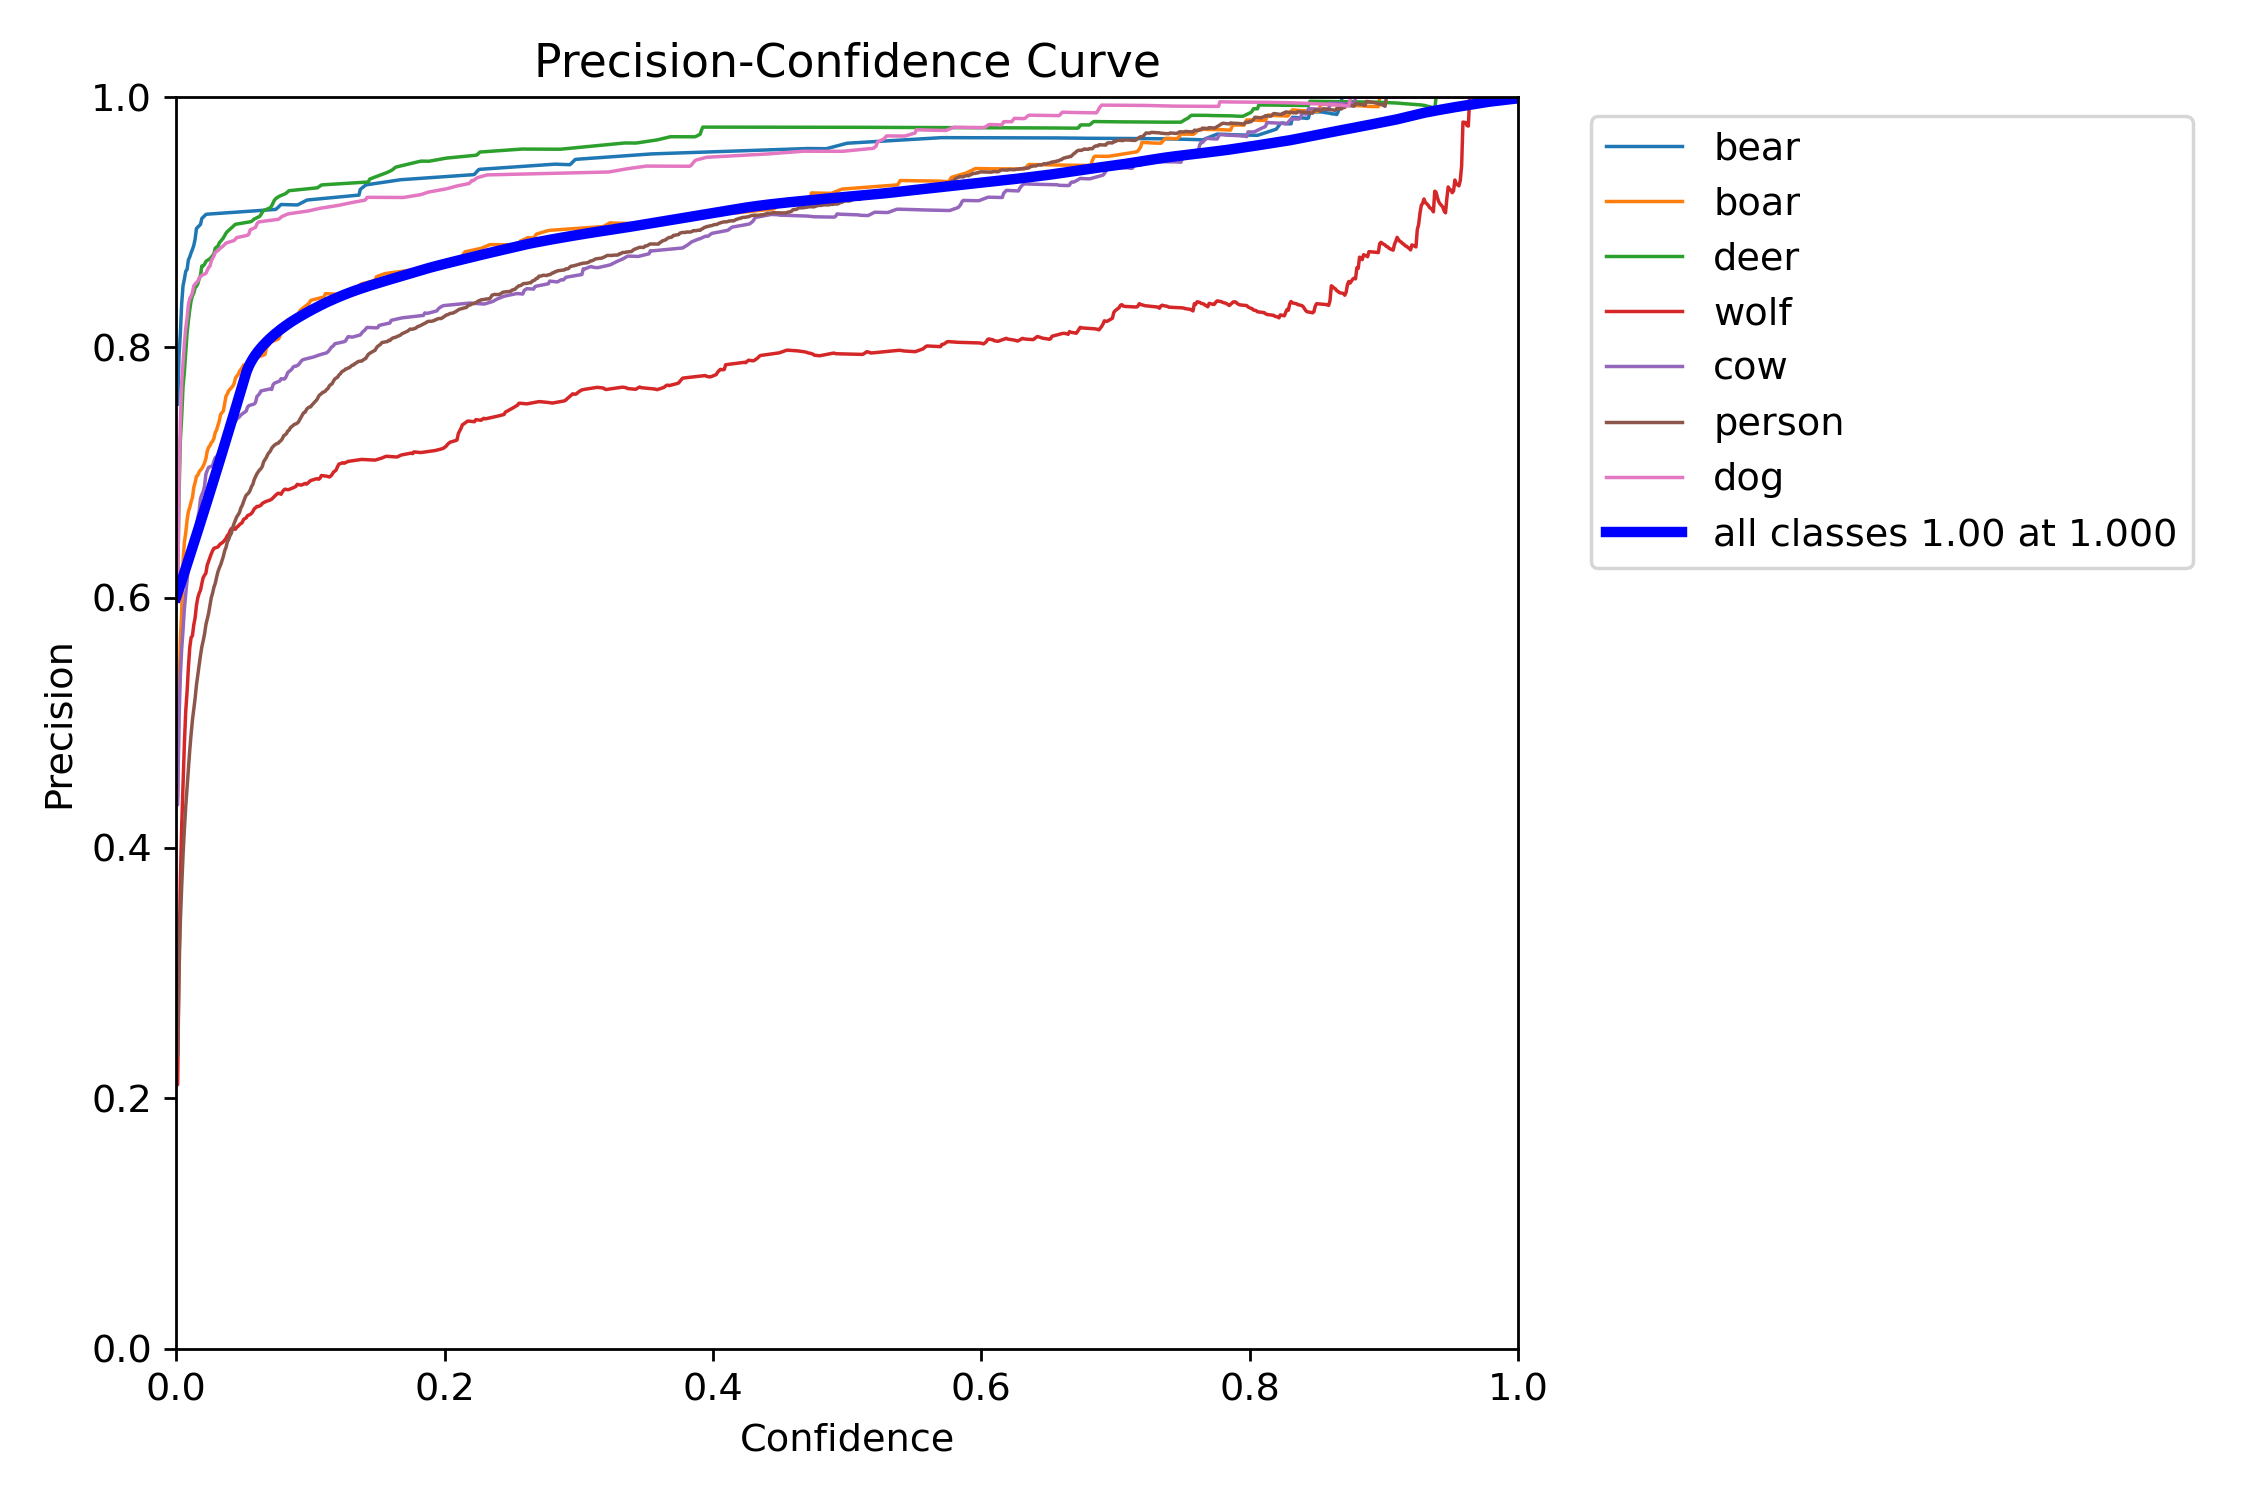 Precision-Confidence Curve
1.0
0.8
0.6
0.4
0.2
0.0
Precision
0.0 0.2 0.4 0.6 0.8 1.0
Confidence
bear
boar
deer
wolf
cow
person
dog
all classes 1.00 at 1.000